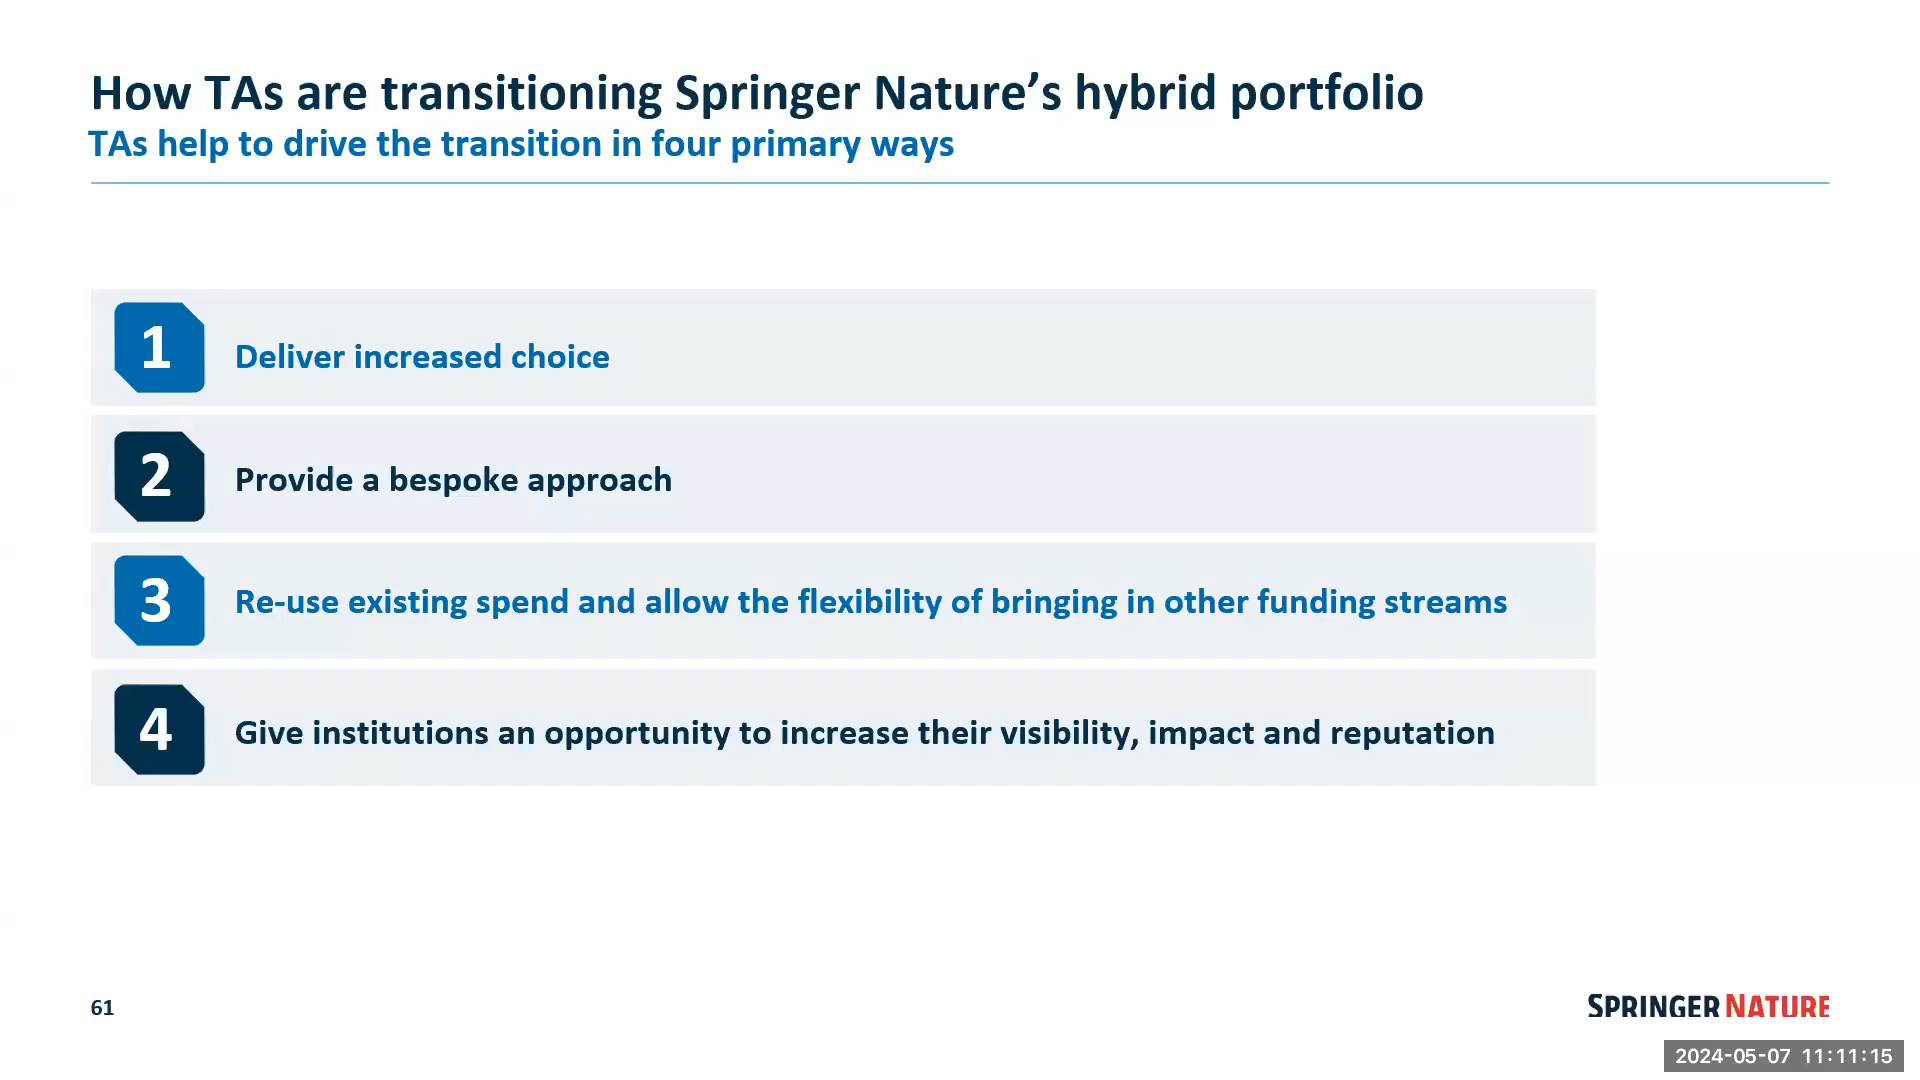 How TAs are transitioning Springer Nature’s hybrid portfolio
TAs help to drive the transition in four primary ways
1
Deliver increased choice
2
Provide a bespoke approach
3
Re-use existing spend and allow the flexibility of bringing in other funding streams
4
Give institutions an opportunity to increase their visibility, impact and reputation
61
SPRINGER NATURE
2024-05-07 11:11:15